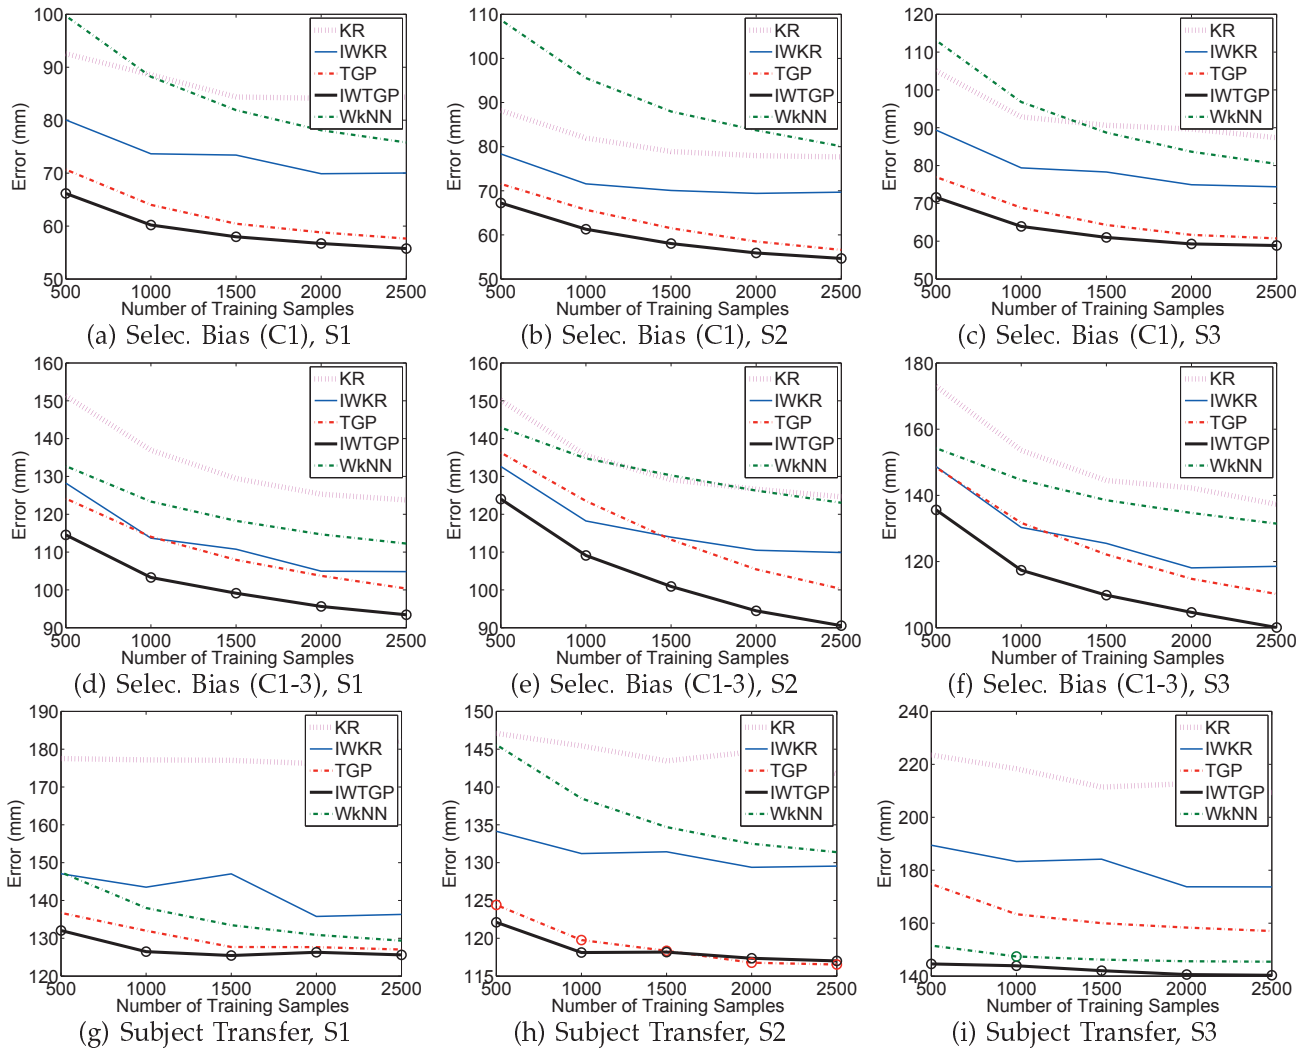 100
90
80
70
60
50
Error (mm)
500 1000 1500 2000 2500
Number of Training Samples
KR
IWKR
TGP
IWTGP
WkNN
(a) Selec. Bias (C1), S1
110
100
90
80
70
60
50
Error (mm)
500 1000 1500 2000 2500
Number of Training Samples
KR
IWKR
TGP
IWTGP
WkNN
(b) Selec. Bias (C1), S2
120
110
100
90
80
70
60
50
Error (mm)
500 1000 1500 2000 2500
Number of Training Samples
KR
IWKR
TGP
IWTGP
WkNN
(c) Selec. Bias (C1), S3
160
150
140
130
120
110
100
90
Error (mm)
500 1000 1500 2000 2500
Number of Training Samples
KR
IWKR
TGP
IWTGP
WkNN
(d) Selec. Bias (C1-3), S1
160
150
140
130
120
110
100
90
Error (mm)
500 1000 1500 2000 2500
Number of Training Samples
KR
IWKR
TGP
IWTGP
WkNN
(e) Selec. Bias (C1-3), S2
180
160
140
120
100
Error (mm)
500 1000 1500 2000 2500
Number of Training Samples
KR
IWKR
TGP
IWTGP
WkNN
(f) Selec. Bias (C1-3), S3
190
180
170
160
150
140
130
120
Error (mm)
500 1000 1500 2000 2500
Number of Training Samples
KR
IWKR
TGP
IWTGP
WkNN
(g) Subject Transfer, S1
150
145
140
135
130
125
120
115
Error (mm)
500 1000 1500 2000 2500
Number of Training Samples
KR
IWKR
TGP
IWTGP
WkNN
(h) Subject Transfer, S2
240
220
200
180
160
140
Error (mm)
500 1000 1500 2000 2500
Number of Training Samples
KR
IWKR
TGP
IWTGP
WkNN
(i) Subject Transfer, S3